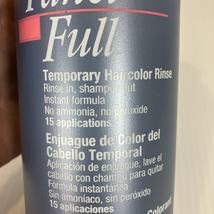 Full
Temporary Haircolor Rinse
Rinse in, shampoo out
Instant formula
No ammonia, no peroxide
15 applications
Enjuague de Color del
Cabello Temporal
Aplicación de enjuague, lave el
cabello con champú para quitar
Fórmula instantánea
Sin amoníaco, sin peróxido
15 aplicaciones